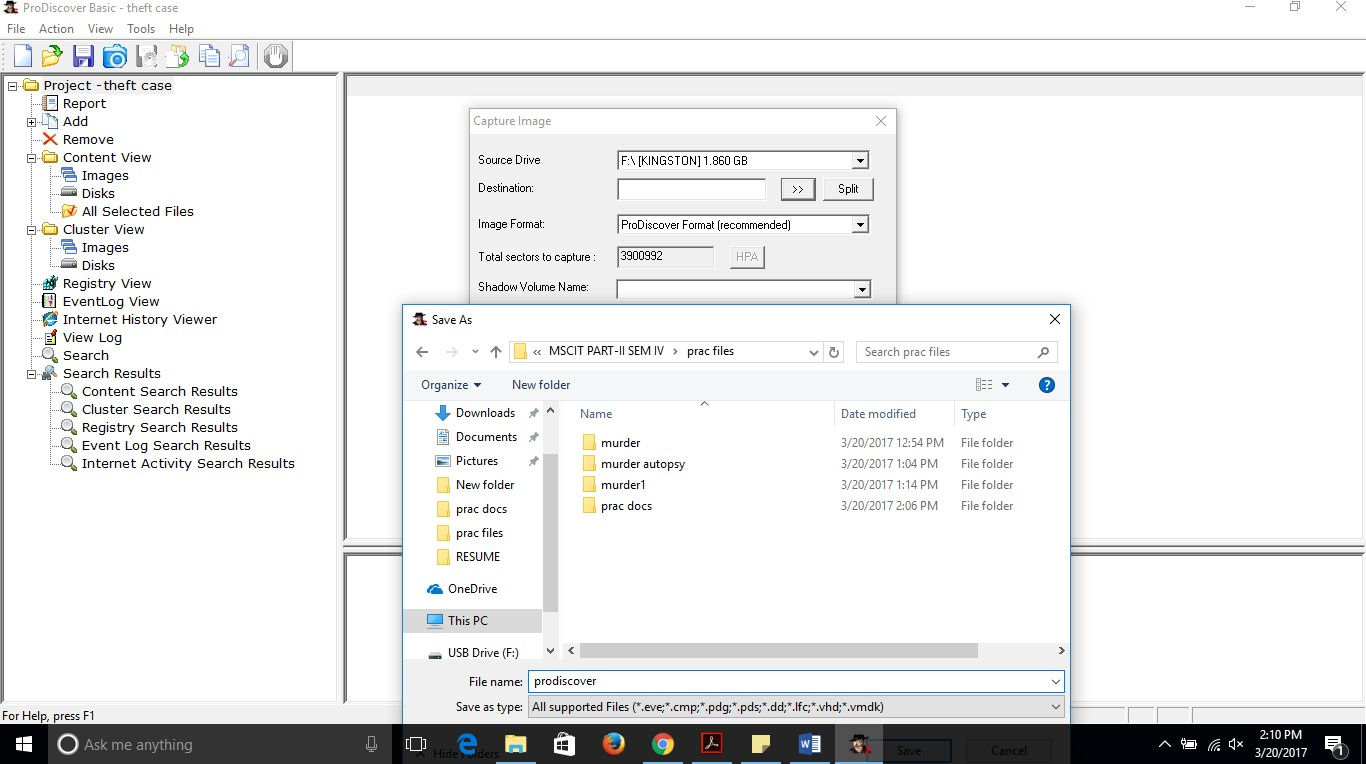 ProDiscover Basic - theft case
File Action View Tools Help
Project - theft case
Report
Add
Remove
Content View
Images
Disks
All Selected Files
Cluster View
Images
Disks
Registry View
EventLog View
Internet History Viewer
View Log
Search
Search Results
Content Search Results
Cluster Search Results
Registry Search Results
Event Log Search Results
Internet Activity Search Results
Capture Image
Source Drive F:\ [KINGSTON] 1.860 GB
Destination: >> Split
Image Format: ProDiscover Format (recommended)
Total sectors to capture : 3900992 HPA
Shadow Volume Name:
Save As
« MSCIT PART-II SEM IV › prac files Search prac files
Organize New folder ?
Downloads
Documents
Pictures
New folder
prac docs
prac files
RESUME
OneDrive
This PC
USB Drive (F:)
Name Date modified Type
murder 3/20/2017 12:54 PM File folder
murder autopsy 3/20/2017 1:04 PM File folder
murder1 3/20/2017 1:14 PM File folder
prac docs 3/20/2017 2:06 PM File folder
File name: prodiscover
Save as type: All supported Files (*.eve;*.cmp;*.pdg;*.pds;*.dd;*.lfc;*.vhd;*.vmdk)
Hide Folders Save Cancel
For Help, press F1
Ask me anything
2:10 PM
3/20/2017
1